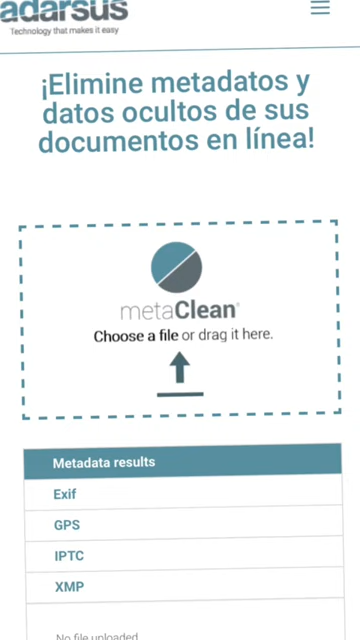 adarsus
Technology that makes it easy
¡Elimine metadatos y
datos ocultos de sus
documentos en línea!
metaClean®
Choose a file or drag it here.
Metadata results
Exif
GPS
IPTC
XMP
No file uploaded